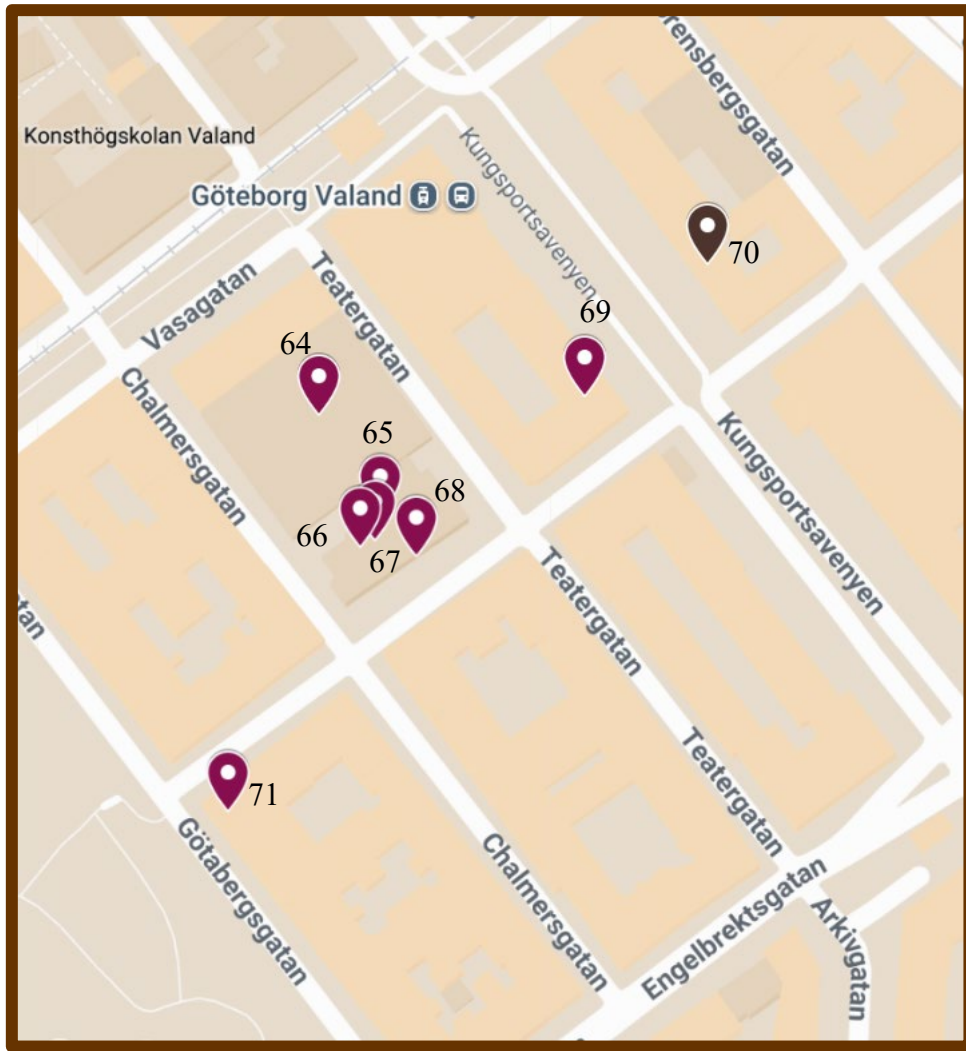 rensbergsgatan
Konsthögskolan Valand
Kungsportsavenyen
Göteborg Valand
70
Vasagatan
Teatergatan
69
64
Chalmersgatan
65
Kungsportsavenyen
68
66
67
Teatergatan
tan
Teatergatan
71
Götabergsgatan
Chalmersgatan
Engelbrektsgatan
Arkivgatan